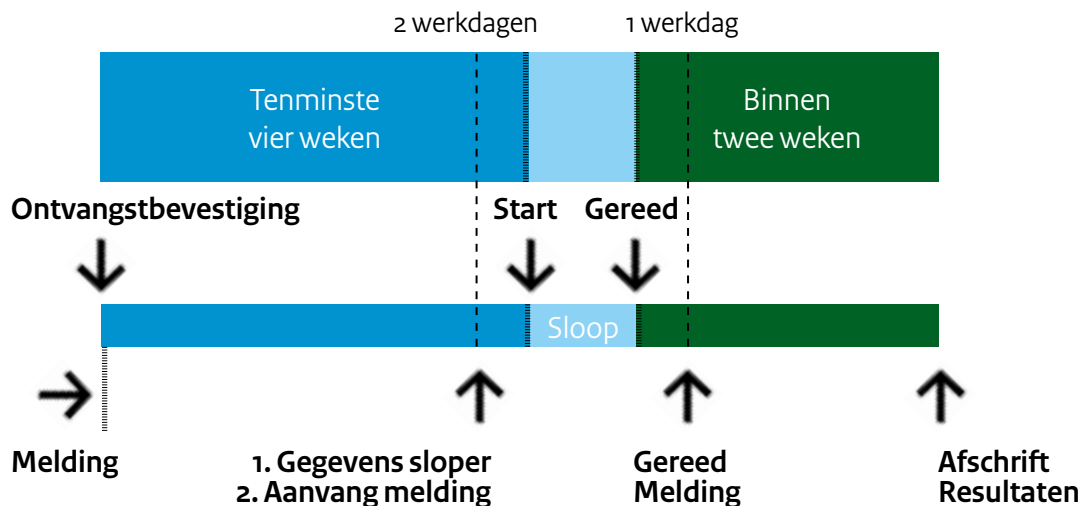 2 werkdagen
1 werkdag
Tenminste
vier weken
Binnen
twee weken
Ontvangstbevestiging
Start
Gereed
Sloop
Melding
1. Gegevens sloper
2. Aanvang melding
Gereed
Melding
Afschrift
Resultaten